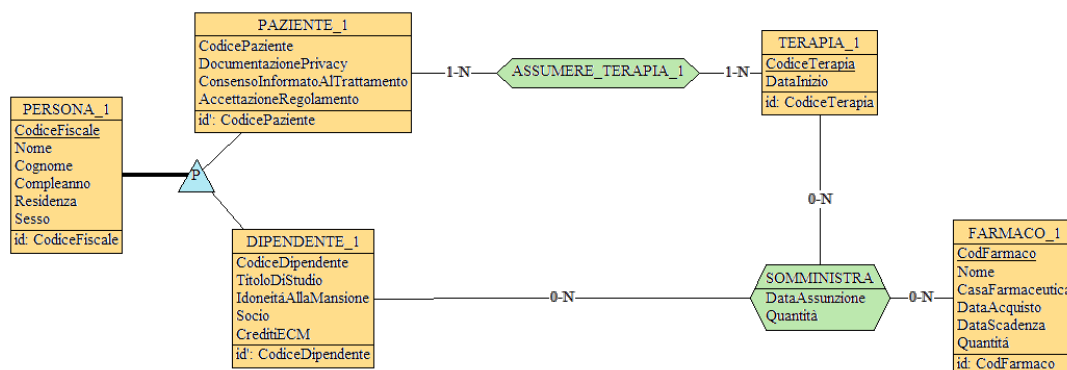 PAZIENTE_1
CodicePaziente
DocumentazionePrivacy
ConsensoInformatoAlTrattamento
AccettazioneRegolamento
id': CodicePaziente
1-N
ASSUMERE_TERAPIA_1
1-N
TERAPIA_1
CodiceTerapia
DataInizio
id: CodiceTerapia
PERSONA_1
CodiceFiscale
Nome
Cognome
Compleanno
Residenza
Sesso
id: CodiceFiscale
P
0-N
DIPENDENTE_1
CodiceDipendente
TitoloDiStudio
IdoneitáAllaMansione
Socio
CreditiECM
id': CodiceDipendente
0-N
SOMMINISTRA
DataAssunzione
Quantità
0-N
FARMACO_1
CodFarmaco
Nome
CasaFarmaceutica
DataAcquisto
DataScadenza
Quantitá
id: CodFarmaco